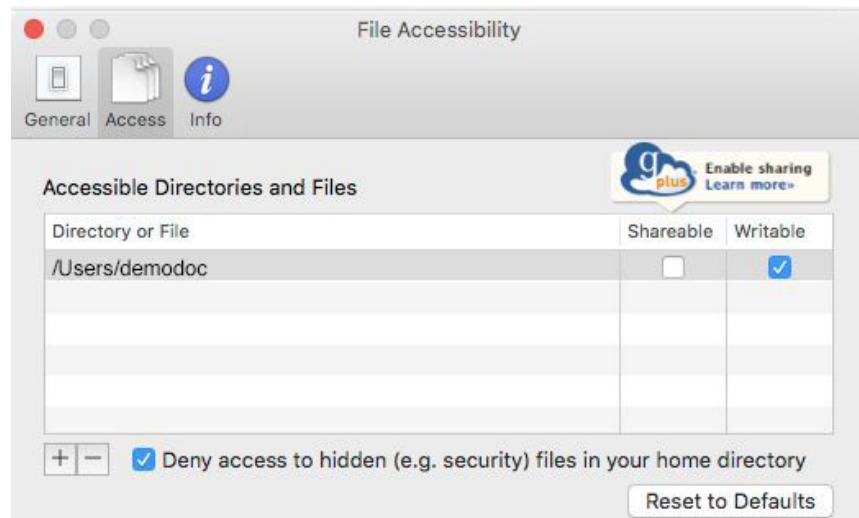 File Accessibility
General Access Info
g plus
Enable sharing
Learn more»
Accessible Directories and Files
Directory or File Shareable Writable
/Users/demodoc
+ − Deny access to hidden (e.g. security) files in your home directory
Reset to Defaults